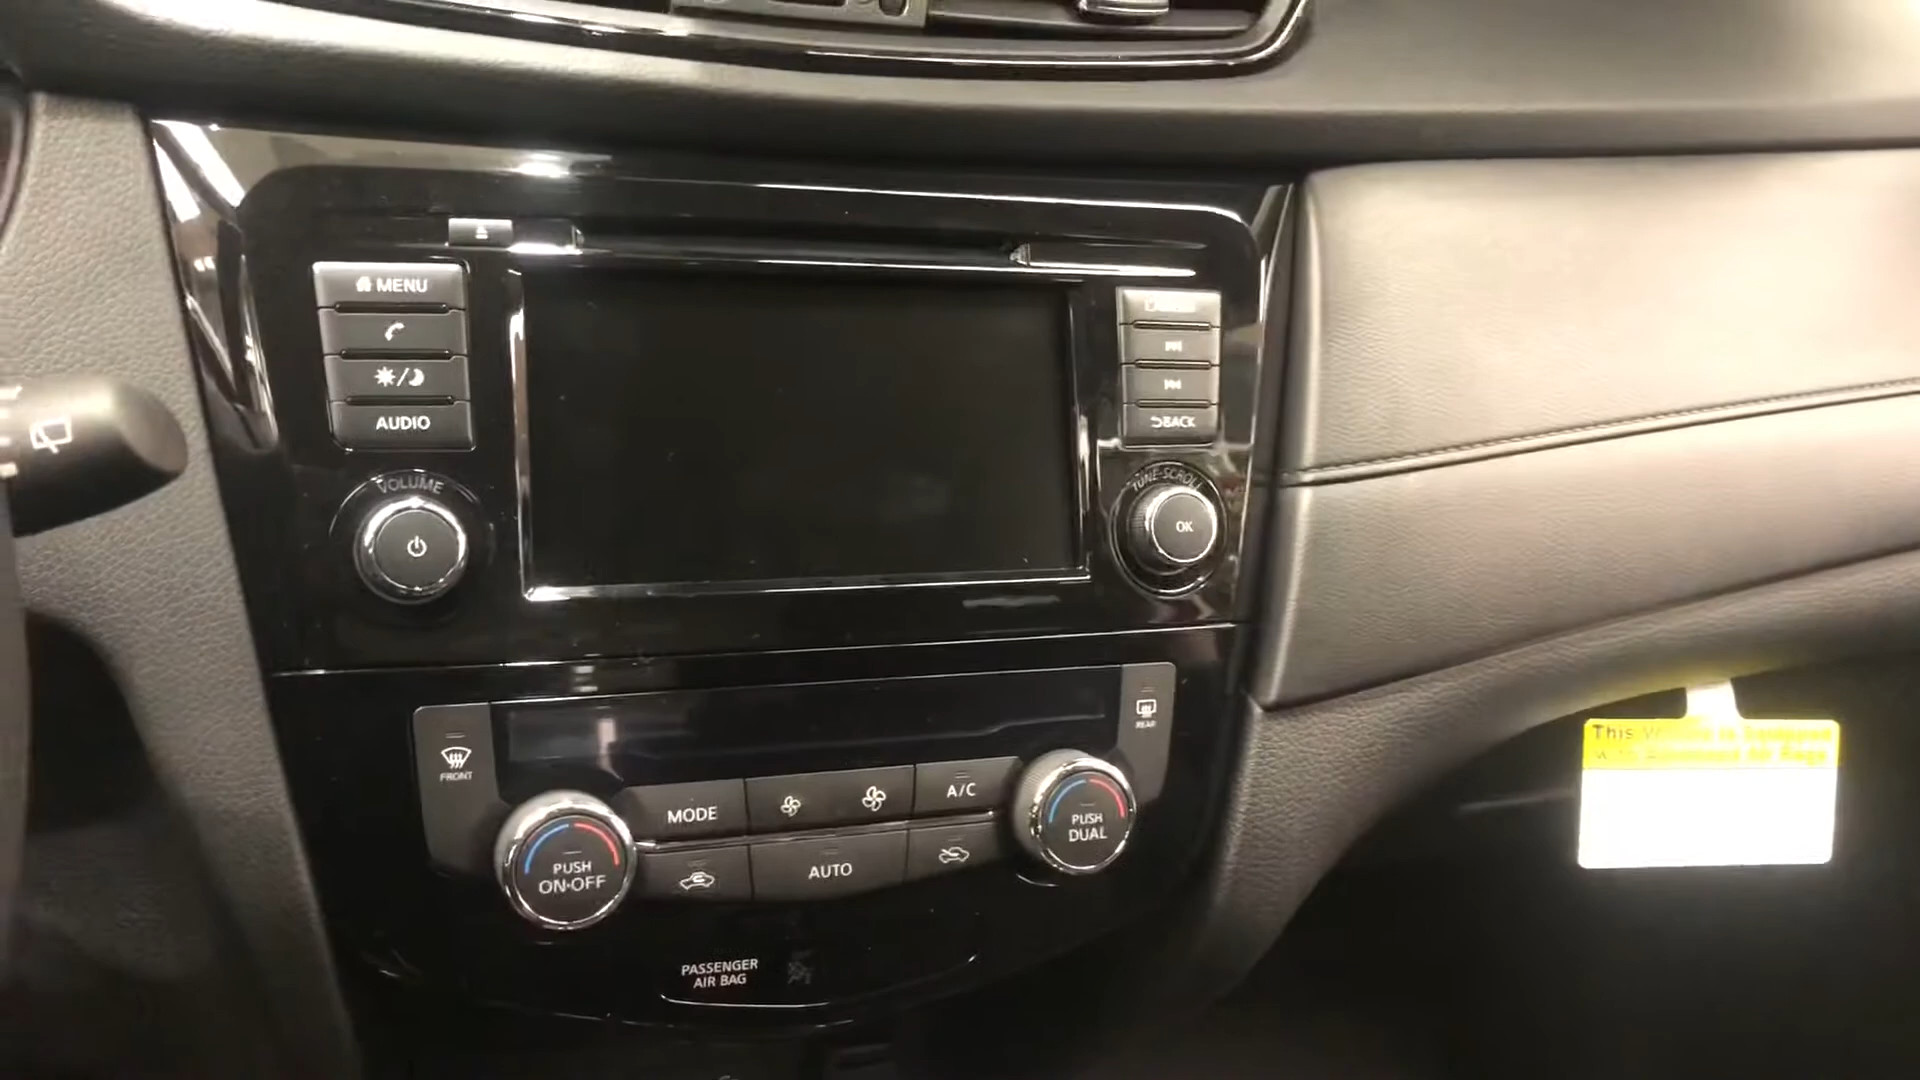 MENU
AUDIO
VOLUME
BACK
TUNE·SCROLL
OK
FRONT
REAR
MODE
A/C
PUSH
ON·OFF
AUTO
PUSH
DUAL
PASSENGER
AIR BAG
This